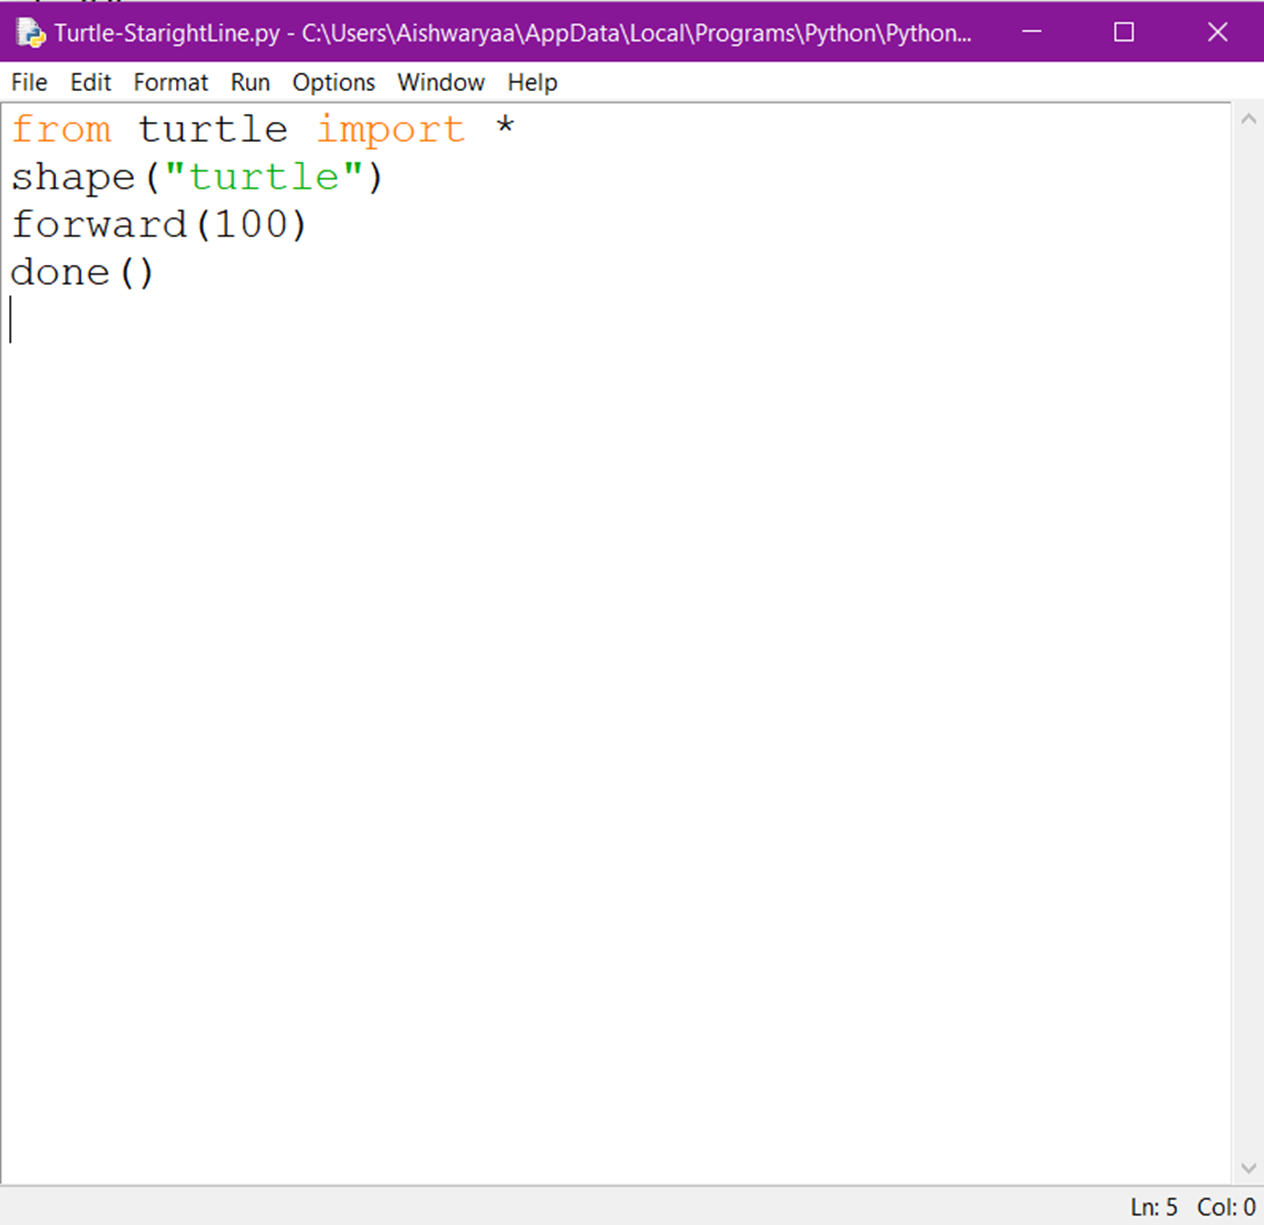 Turtle-StarightLine.py - C:\Users\Aishwaryaa\AppData\Local\Programs\Python\Python...
File Edit Format Run Options Window Help
from turtle import *
shape("turtle")
forward(100)
done()
Ln: 5 Col: 0